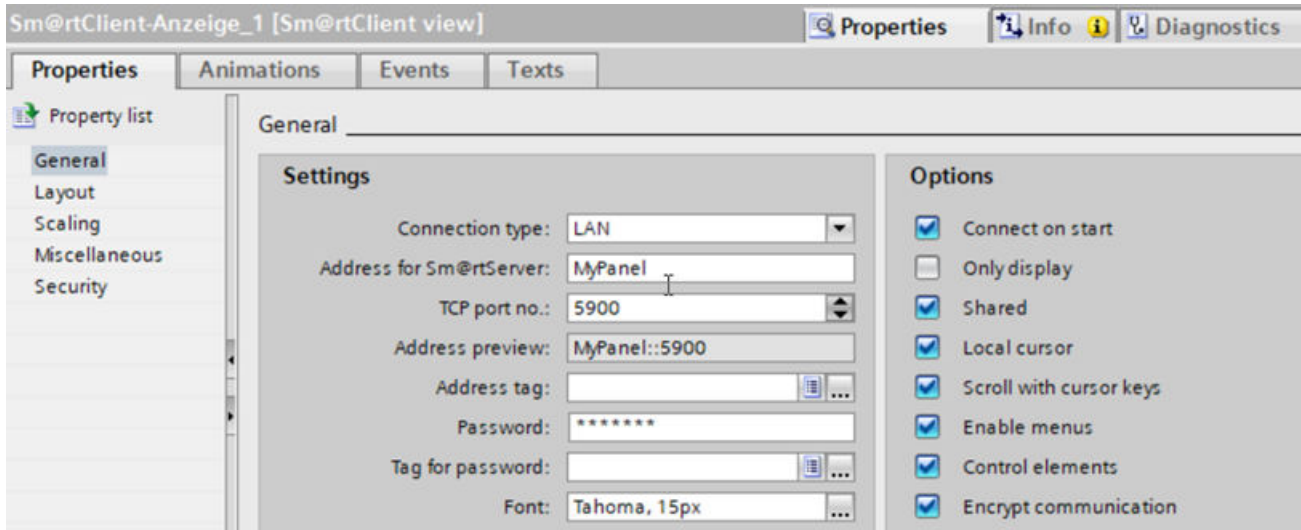 Sm@rtClient-Anzeige_1 [Sm@rtClient view]
Properties Info Diagnostics
Properties Animations Events Texts
Property list
General
Layout
Scaling
Miscellaneous
Security
General
Settings
Connection type: LAN
Address for Sm@rtServer: MyPanel
TCP port no.: 5900
Address preview: MyPanel::5900
Address tag:
Password: *******
Tag for password:
Font: Tahoma, 15px
Options
Connect on start
Only display
Shared
Local cursor
Scroll with cursor keys
Enable menus
Control elements
Encrypt communication